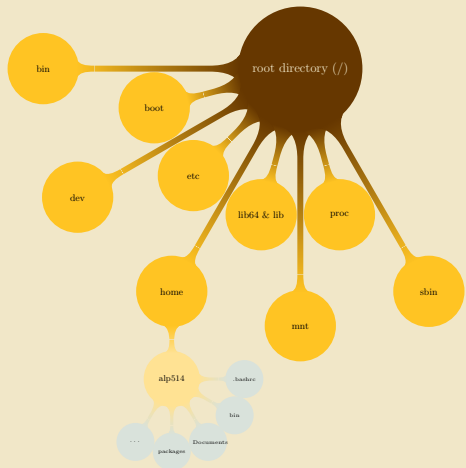 root directory (/)
bin
boot
etc
dev
lib64 & lib
proc
home
mnt
sbin
alp514
.bashrc
bin
Documents
packages
...